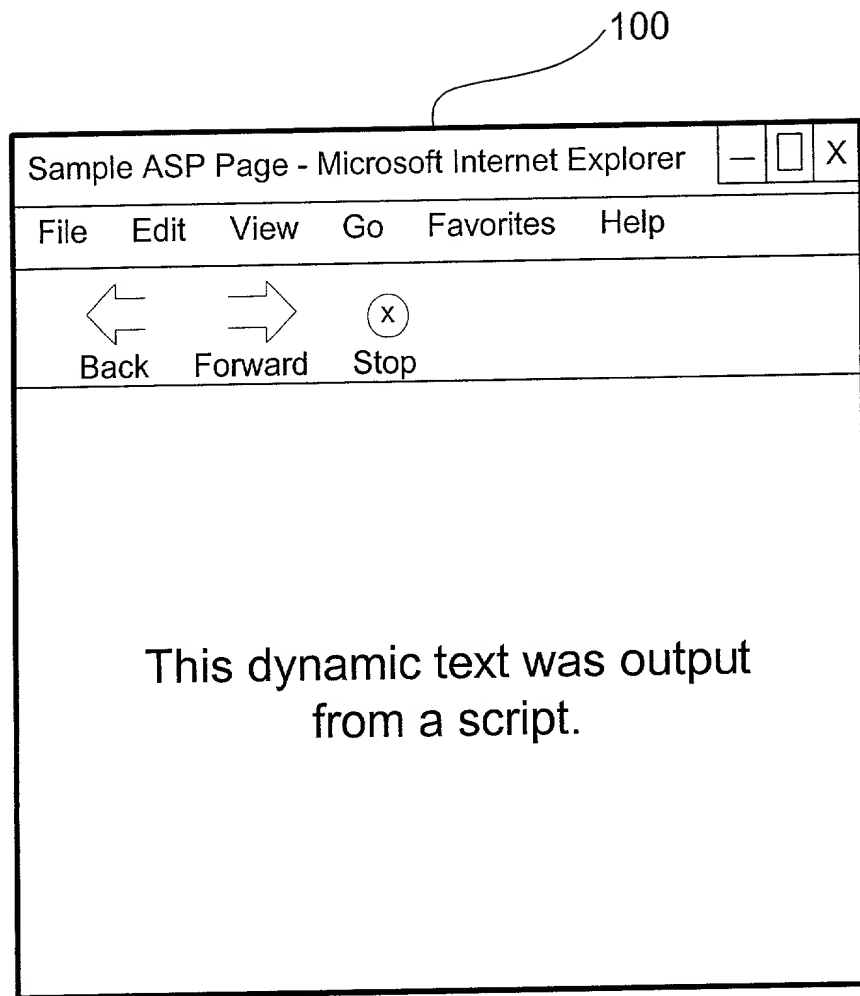 100
Sample ASP Page - Microsoft Internet Explorer — X
File Edit View Go Favorites Help
x
Back Forward Stop
This dynamic text was output
from a script.